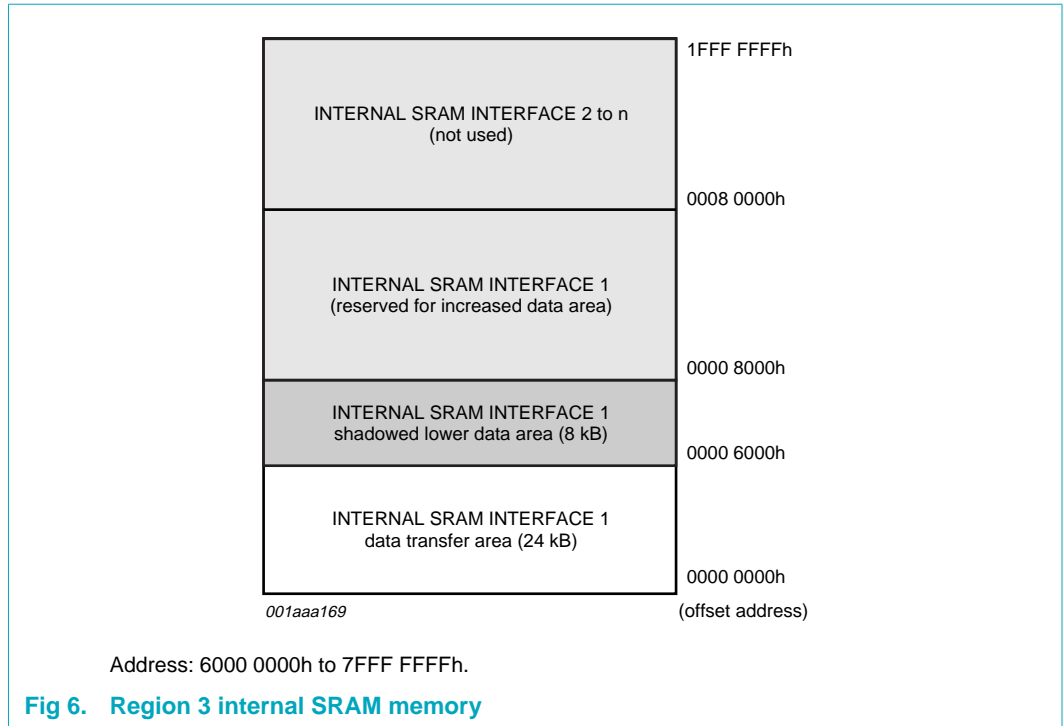 1FFF FFFFh
INTERNAL SRAM INTERFACE 2 to n
(not used)
0008 0000h
INTERNAL SRAM INTERFACE 1
(reserved for increased data area)
0000 8000h
INTERNAL SRAM INTERFACE 1
shadowed lower data area (8 kB)
0000 6000h
INTERNAL SRAM INTERFACE 1
data transfer area (24 kB)
0000 0000h
001aaa169
(offset address)
Address: 6000 0000h to 7FFF FFFFh.
Fig 6. Region 3 internal SRAM memory